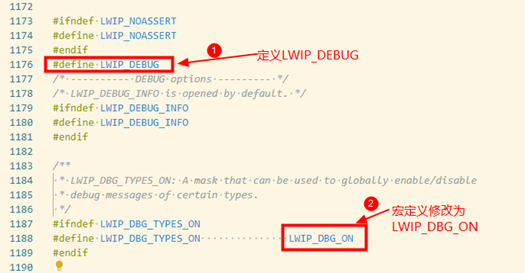 1172
1173 #ifndef LWIP_NOASSERT
1174 #define LWIP_NOASSERT
1175 #endif
1176 #define LWIP_DEBUG
1 定义LWIP_DEBUG
1177 /* ---------- DEBUG options ---------- */
1178 /* LWIP_DEBUG_INFO is opened by default. */
1179 #ifndef LWIP_DEBUG_INFO
1180 #define LWIP_DEBUG_INFO
1181 #endif
1182
1183 /**
1184 * LWIP_DBG_TYPES_ON: A mask that can be used to globally enable/disable
1185 * debug messages of certain types.
1186 */
1187 #ifndef LWIP_DBG_TYPES_ON
1188 #define LWIP_DBG_TYPES_ON LWIP_DBG_ON
2 宏定义修改为
LWIP_DBG_ON
1189 #endif
1190